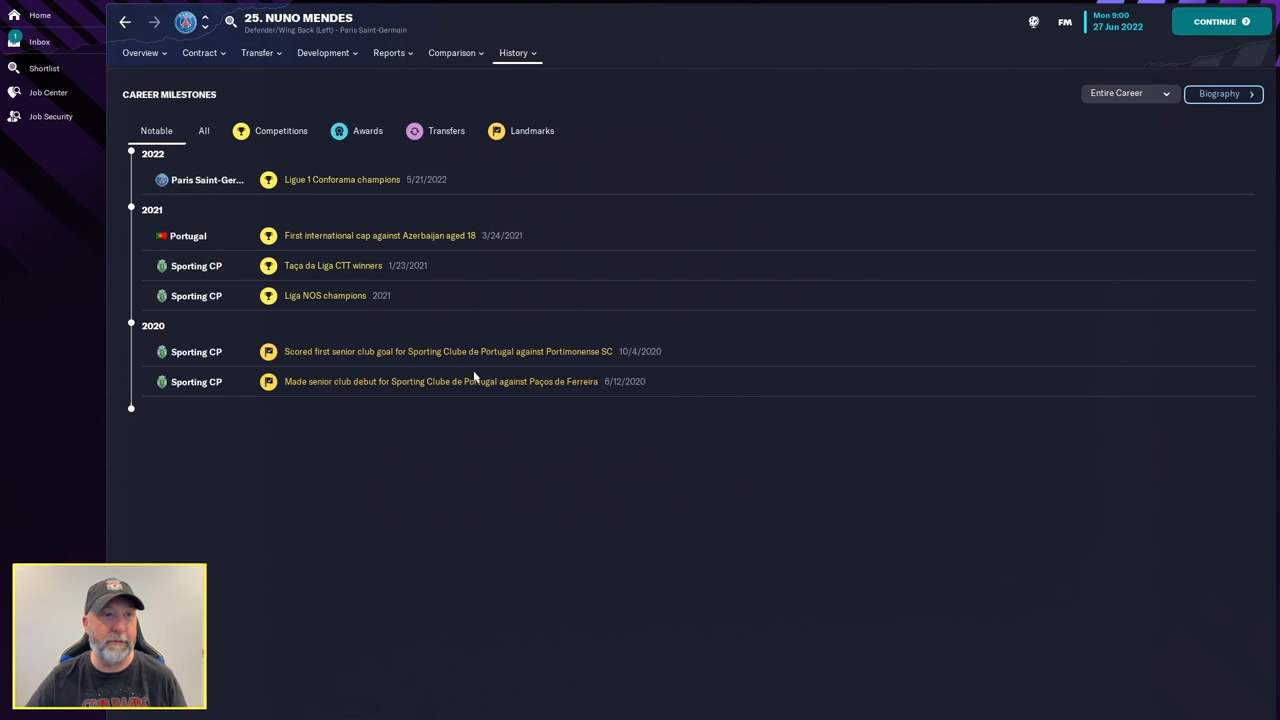 Home
1
Inbox
Shortlist
Job Center
Job Security
25. NUNO MENDES
Defender/Wing Back (Left) - Paris Saint-Germain
FM
Mon 9:00
27 Jun 2022
CONTINUE
Overview
Contract
Transfer
Development
Reports
Comparison
History
CAREER MILESTONES
Entire Career
Biography
Notable
All
Competitions
Awards
Transfers
Landmarks
2022
Paris Saint-Ger... Ligue 1 Conforama champions 5/21/2022
2021
Portugal First international cap against Azerbaijan aged 18 3/24/2021
Sporting CP Taça da Liga CTT winners 1/23/2021
Sporting CP Liga NOS champions 2021
2020
Sporting CP Scored first senior club goal for Sporting Clube de Portugal against Portimonense SC 10/4/2020
Sporting CP Made senior club debut for Sporting Clube de Portugal against Paços de Ferreira 6/12/2020